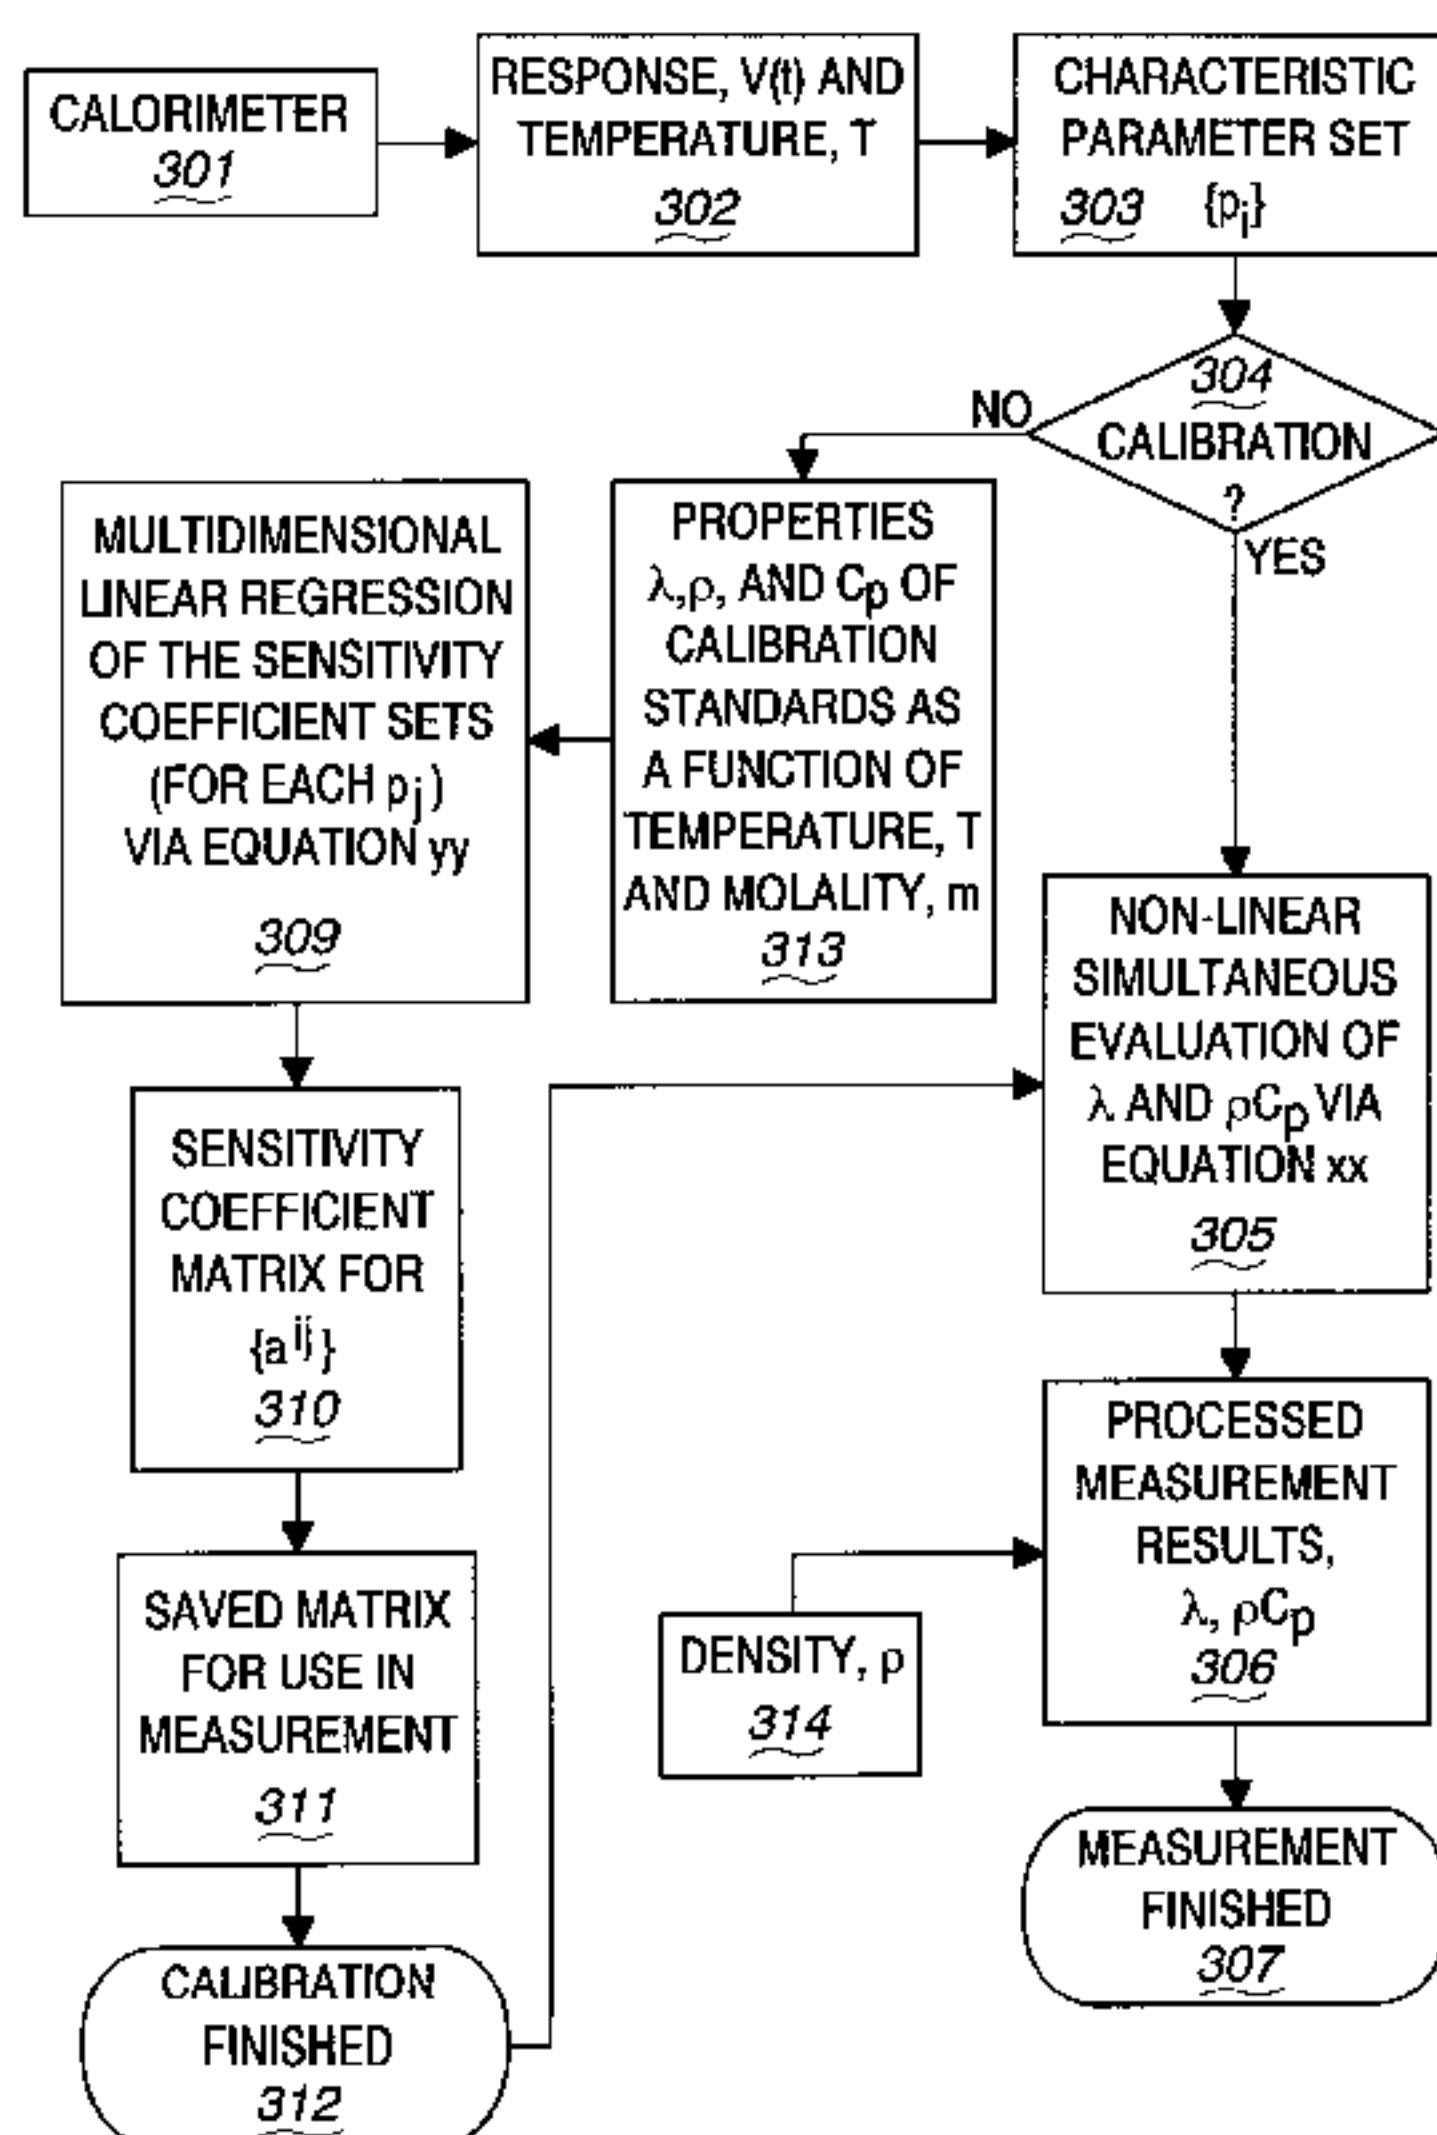 CALORIMETER
301
RESPONSE, V(t) AND
TEMPERATURE, T
302
CHARACTERISTIC
PARAMETER SET
303 {pi}
304
CALIBRATION
?
NO
YES
PROPERTIES
λ,ρ, AND Cp OF
CALIBRATION
STANDARDS AS
A FUNCTION OF
TEMPERATURE, T
AND MOLALITY, m
313
MULTIDIMENSIONAL
LINEAR REGRESSION
OF THE SENSITIVITY
COEFFICIENT SETS
(FOR EACH pj)
VIA EQUATION yy
309
SENSITIVITY
COEFFICIENT
MATRIX FOR
{a ij}
310
SAVED MATRIX
FOR USE IN
MEASUREMENT
311
CALIBRATION
FINISHED
312
NON-LINEAR
SIMULTANEOUS
EVALUATION OF
λ AND ρCp VIA
EQUATION xx
305
PROCESSED
MEASUREMENT
RESULTS,
λ, ρCp
306
DENSITY, ρ
314
MEASUREMENT
FINISHED
307